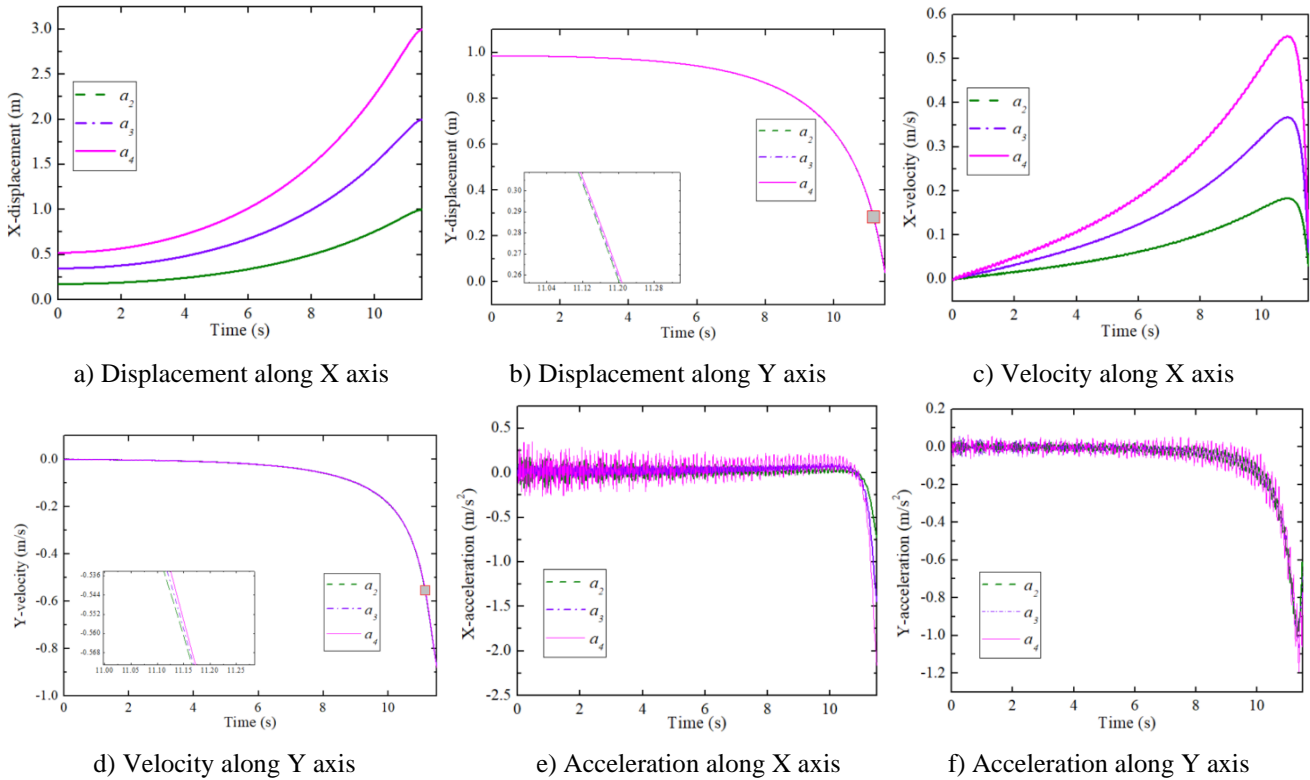 3.0
2.5
2.0
1.5
1.0
0.5
0.0
X-displacement (m)
a2
a3
a4
0 2 4 6 8 10
Time (s)
a) Displacement along X axis
1.0
0.8
0.6
0.4
0.2
0.0
Y-displacement (m)
a2
a3
a4
0.30
0.29
0.28
0.27
0.26
11.04 11.12 11.20 11.28
0 2 4 6 8 10
Time (s)
b) Displacement along Y axis
0.6
0.5
0.4
0.3
0.2
0.1
0.0
X-velocity (m/s)
a2
a3
a4
0 2 4 6 8 10
Time (s)
c) Velocity along X axis
0.0
-0.2
-0.4
-0.6
-0.8
-1.0
Y-velocity (m/s)
-0.536
-0.544
-0.552
-0.560
-0.568
11.00 11.05 11.10 11.15 11.20 11.25
a2
a3
a4
0 2 4 6 8 10
Time (s)
d) Velocity along Y axis
0.5
0.0
-0.5
-1.0
-1.5
-2.0
-2.5
X-acceleration (m/s²)
a2
a3
a4
0 2 4 6 8 10
Time (s)
e) Acceleration along X axis
0.2
0.0
-0.2
-0.4
-0.6
-0.8
-1.0
-1.2
Y-acceleration (m/s²)
a2
a3
a4
0 2 4 6 8 10
Time (s)
f) Acceleration along Y axis